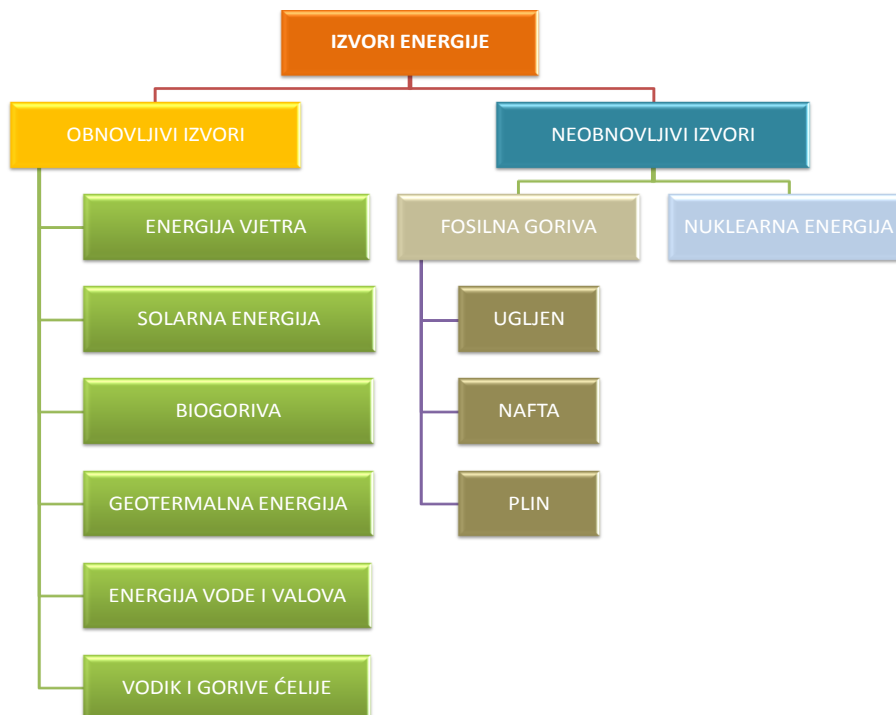 IZVORI ENERGIJE
OBNOVLJIVI IZVORI
NEOBNOVLJIVI IZVORI
ENERGIJA VJETRA
FOSILNA GORIVA
NUKLEARNA ENERGIJA
SOLARNA ENERGIJA
UGLJEN
BIOGORIVA
NAFTA
GEOTERMALNA ENERGIJA
PLIN
ENERGIJA VODE I VALOVA
VODIK I GORIVE ĆELIJE